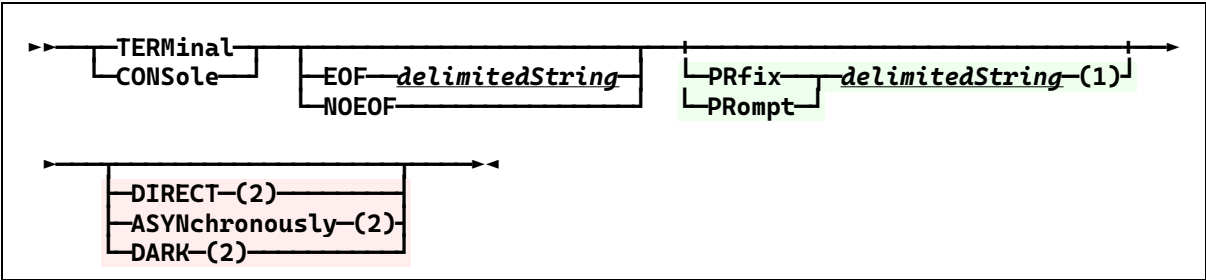 TERMinal
CONSole
EOF delimitedString
NOEOF
PRfix delimitedString (1)
PRompt
DIRECT (2)
ASYNchronously (2)
DARK (2)